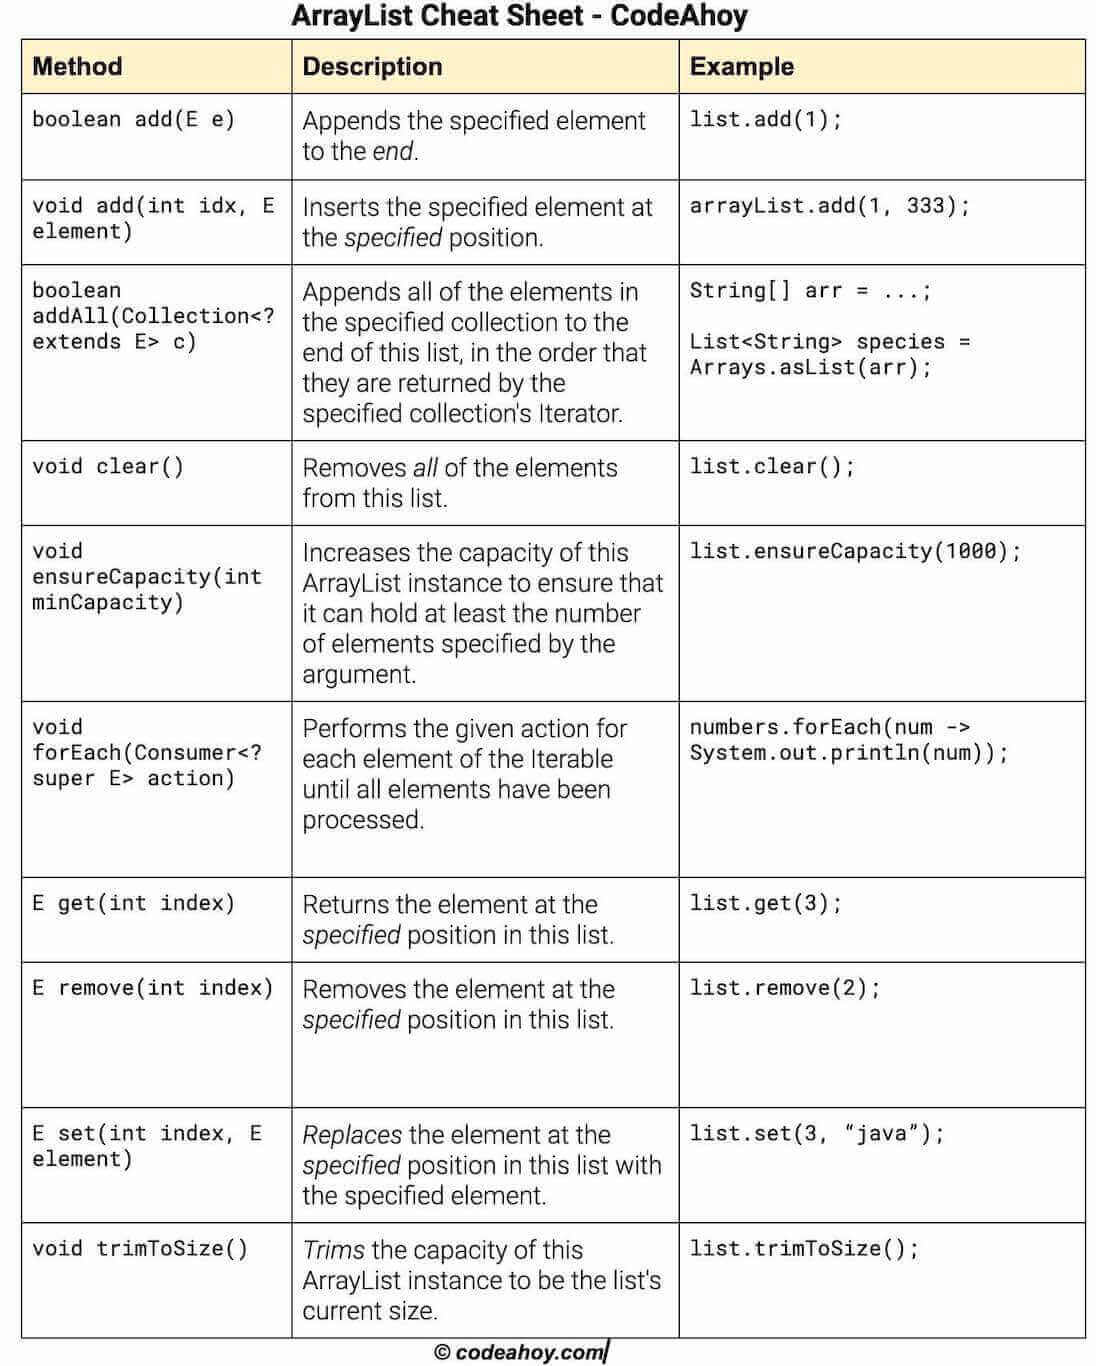 ArrayList Cheat Sheet - CodeAhoy
Method
Description
Example
boolean add(E e)
Appends the specified element
to the end.
list.add(1);
void add(int idx, E
element)
Inserts the specified element at
the specified position.
arrayList.add(1, 333);
boolean
addAll(Collection<?
extends E> c)
Appends all of the elements in
the specified collection to the
end of this list, in the order that
they are returned by the
specified collection's Iterator.
String[] arr = ...;
List<String> species =
Arrays.asList(arr);
void clear()
Removes all of the elements
from this list.
list.clear();
void
ensureCapacity(int
minCapacity)
Increases the capacity of this
ArrayList instance to ensure that
it can hold at least the number
of elements specified by the
argument.
list.ensureCapacity(1000);
void
forEach(Consumer<?
super E> action)
Performs the given action for
each element of the Iterable
until all elements have been
processed.
numbers.forEach(num ->
System.out.println(num));
E get(int index)
Returns the element at the
specified position in this list.
list.get(3);
E remove(int index)
Removes the element at the
specified position in this list.
list.remove(2);
E set(int index, E
element)
Replaces the element at the
specified position in this list with
the specified element.
list.set(3, “java”);
void trimToSize()
Trims the capacity of this
ArrayList instance to be the list's
current size.
list.trimToSize();
© codeahoy.com/